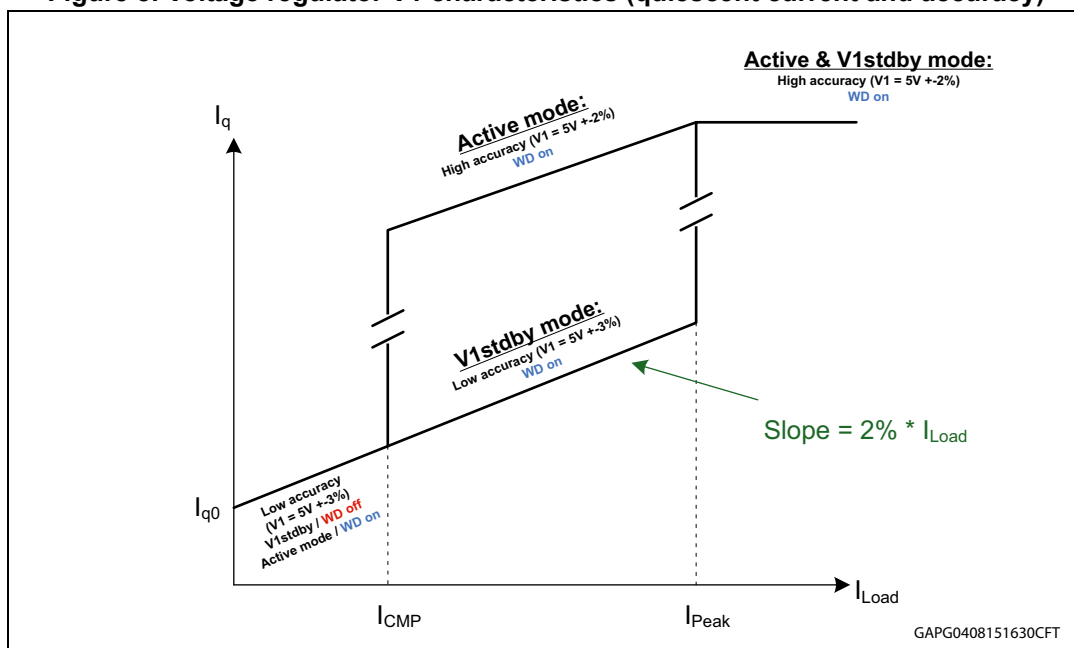 Figure 3. Voltage regulator V1 characteristics (quiescent current and accuracy)
Active & V1stdby mode:
High accuracy (V1 = 5V +-2%)
WD on
Iq
Active mode:
High accuracy (V1 = 5V +-2%)
WD on
V1stdby mode:
Low accuracy (V1 = 5V +-3%)
WD on
Slope = 2% * ILoad
Iq0
Low accuracy
(V1 = 5V +-3%)
V1stdby / WD off
Active mode / WD on
ICMP
IPeak
ILoad
GAPG0408151630CFT